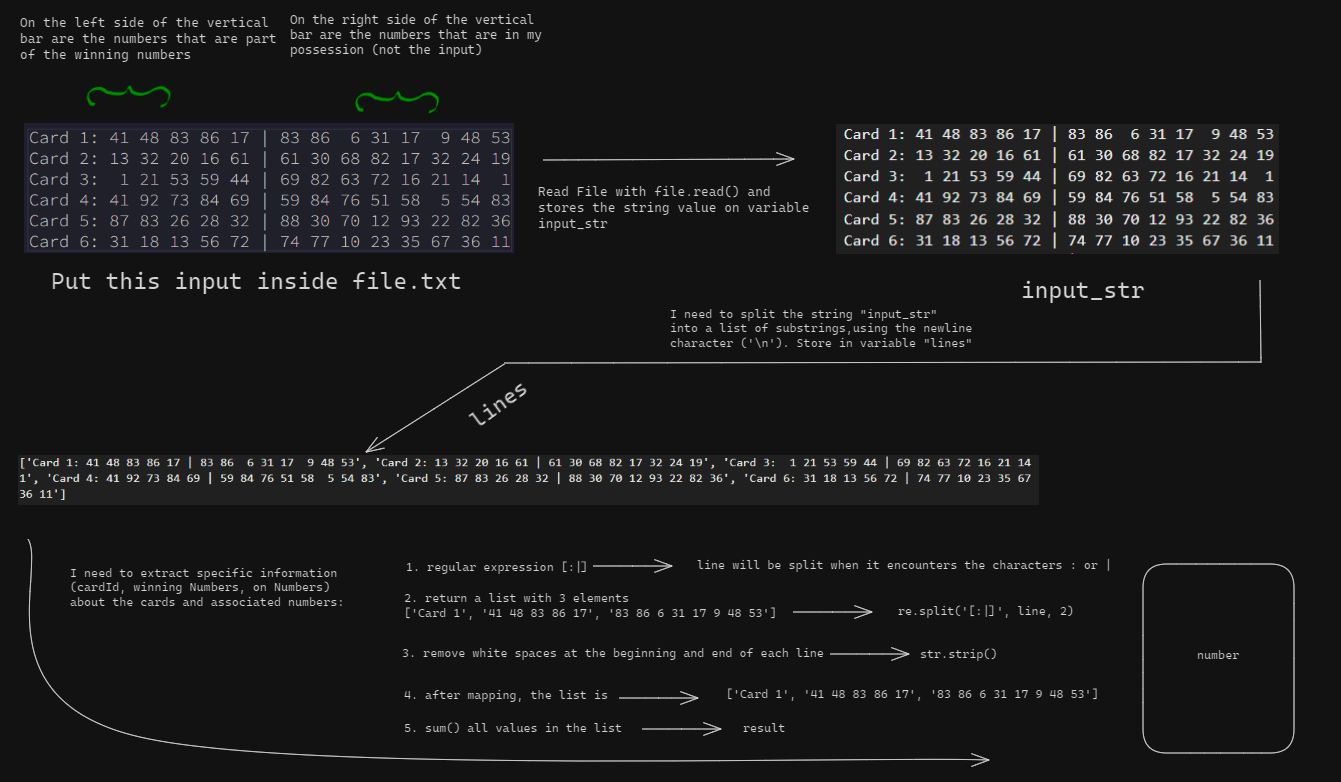 On the left side of the vertical
bar are the numbers that are part
of the winning numbers
On the right side of the vertical
bar are the numbers that are in my
possession (not the input)
Card 1: 41 48 83 86 17 | 83 86  6 31 17  9 48 53
Card 2: 13 32 20 16 61 | 61 30 68 82 17 32 24 19
Card 3:  1 21 53 59 44 | 69 82 63 72 16 21 14  1
Card 4: 41 92 73 84 69 | 59 84 76 51 58  5 54 83
Card 5: 87 83 26 28 32 | 88 30 70 12 93 22 82 36
Card 6: 31 18 13 56 72 | 74 77 10 23 35 67 36 11
Put this input inside file.txt
Read File with file.read() and
stores the string value on variable
input_str
Card 1: 41 48 83 86 17 | 83 86  6 31 17  9 48 53
Card 2: 13 32 20 16 61 | 61 30 68 82 17 32 24 19
Card 3:  1 21 53 59 44 | 69 82 63 72 16 21 14  1
Card 4: 41 92 73 84 69 | 59 84 76 51 58  5 54 83
Card 5: 87 83 26 28 32 | 88 30 70 12 93 22 82 36
Card 6: 31 18 13 56 72 | 74 77 10 23 35 67 36 11
input_str
I need to split the string "input_str"
into a list of substrings,using the newline
character ('\n'). Store in variable "lines"
lines
['Card 1: 41 48 83 86 17 | 83 86  6 31 17  9 48 53', 'Card 2: 13 32 20 16 61 | 61 30 68 82 17 32 24 19', 'Card 3:  1 21 53 59 44 | 69 82 63 72 16 21 14
1', 'Card 4: 41 92 73 84 69 | 59 84 76 51 58  5 54 83', 'Card 5: 87 83 26 28 32 | 88 30 70 12 93 22 82 36', 'Card 6: 31 18 13 56 72 | 74 77 10 23 35 67
36 11']
I need to extract specific information
(cardId, winning Numbers, on Numbers)
about the cards and associated numbers:
1. regular expression [:|]
line will be split when it encounters the characters : or |
2. return a list with 3 elements
['Card 1', '41 48 83 86 17', '83 86 6 31 17 9 48 53']
re.split('[:|]', line, 2)
3. remove white spaces at the beginning and end of each line
str.strip()
4. after mapping, the list is
['Card 1', '41 48 83 86 17', '83 86 6 31 17 9 48 53']
5. sum() all values in the list
result
number